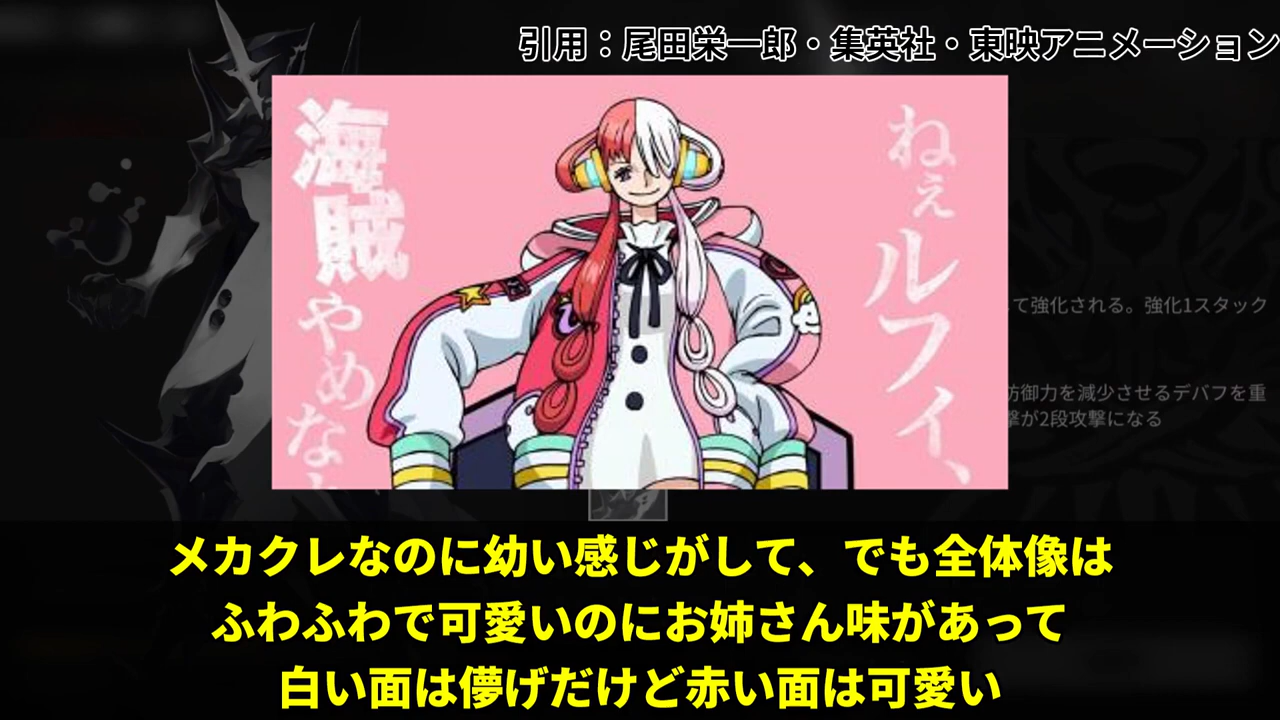 引用：尾田栄一郎・集英社・東映アニメーション
ねぇ
ルフィ、
海賊
やめな
て強化される。強化1スタック
防御力を減少させるデバフを重
撃が2段攻撃になる
メカクレなのに幼い感じがして、でも全体像は
ふわふわで可愛いのにお姉さん味があって
白い面は儚げだけど赤い面は可愛い